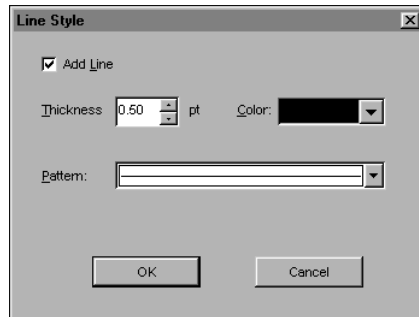 Line Style
Add Line
Thickness 0.50 pt Color:
Pattern:
OK Cancel